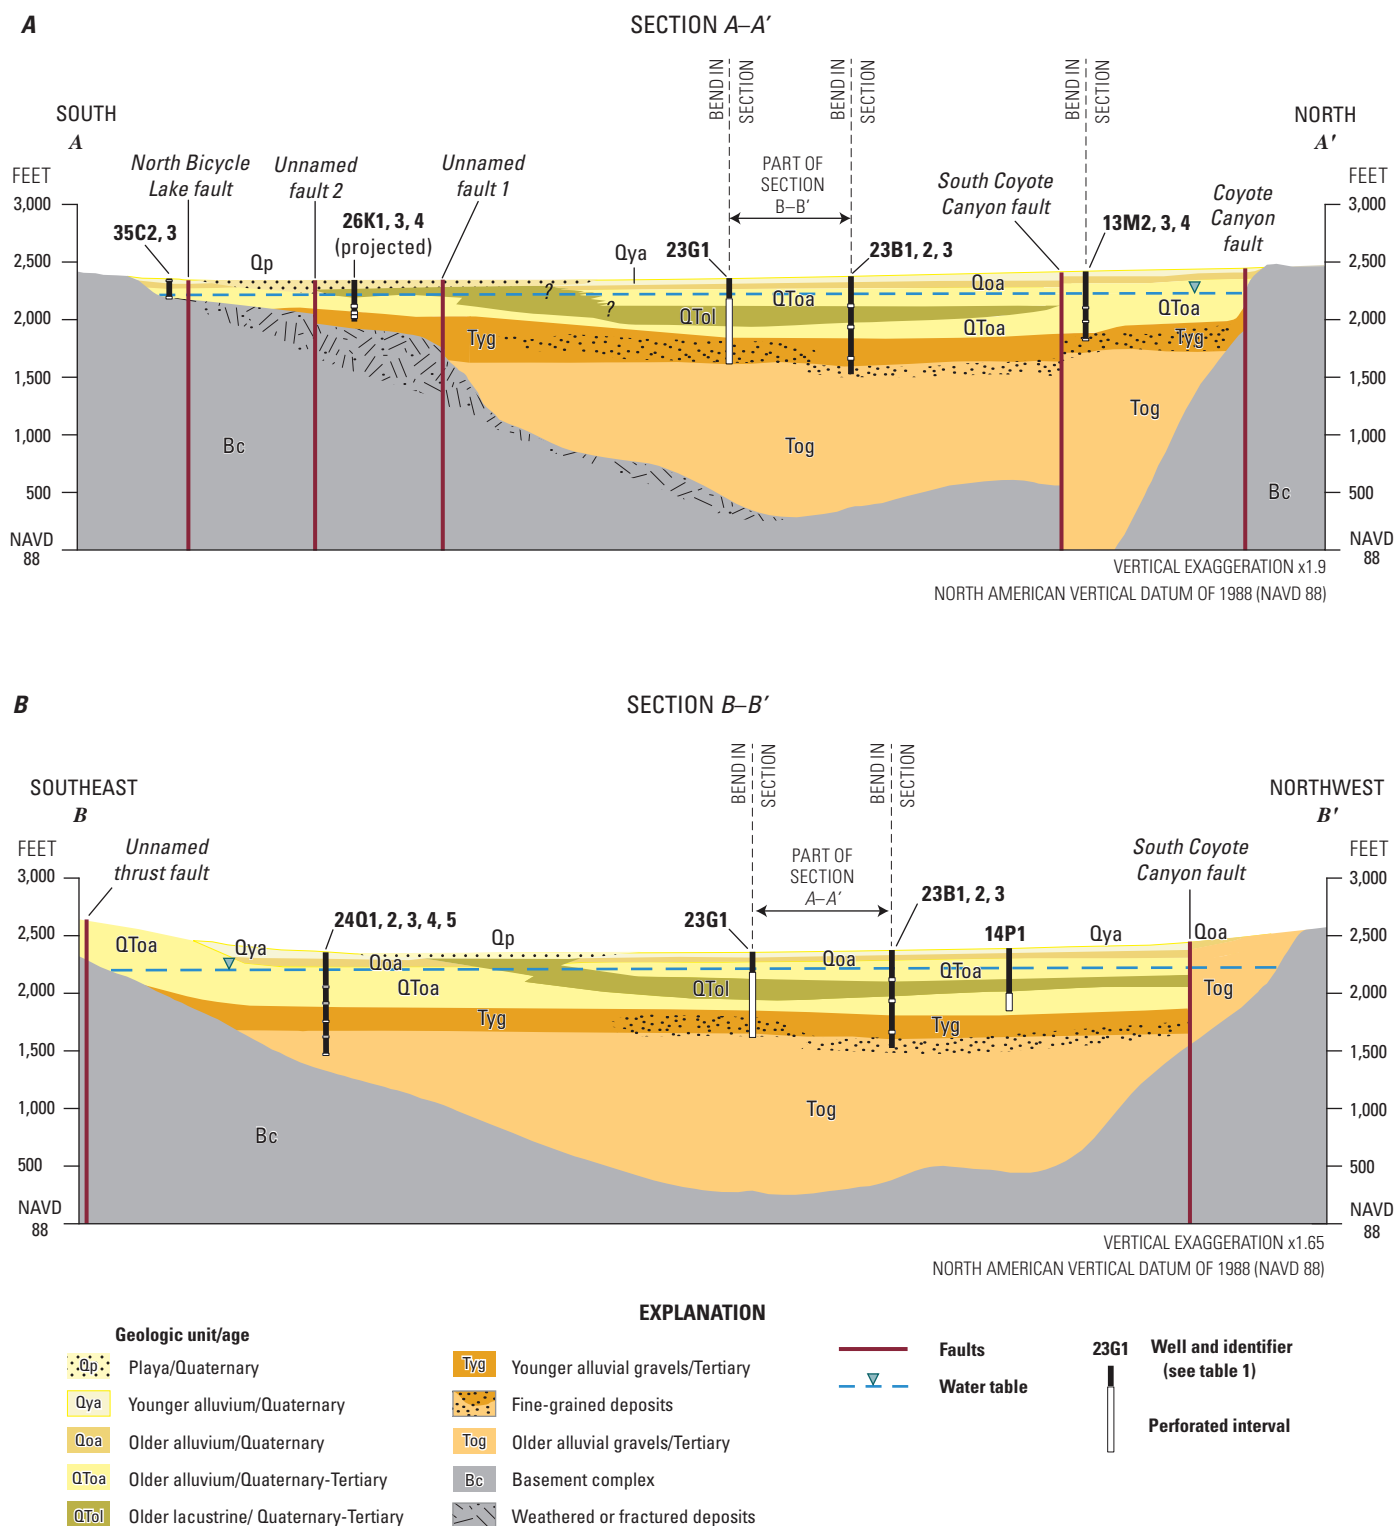 A
SECTION A–A′
SOUTH
A
NORTH
A′
FEET
3,000
2,500
2,000
1,500
1,000
500
NAVD
88
FEET
3,000
2,500
2,000
1,500
1,000
500
NAVD
88
North Bicycle
Lake fault
Unnamed
fault 2
Unnamed
fault 1
BEND IN
SECTION
BEND IN
SECTION
BEND IN
SECTION
PART OF
SECTION
B–B′
South Coyote
Canyon fault
Coyote
Canyon
fault
35C2, 3
26K1, 3, 4
(projected)
23G1
23B1, 2, 3
13M2, 3, 4
Qp
Qya
Qoa
QToa
QTol
QToa
QToa
Tyg
Tyg
Tog
Tog
Bc
Bc
?
?
VERTICAL EXAGGERATION x1.9
NORTH AMERICAN VERTICAL DATUM OF 1988 (NAVD 88)
B
SECTION B–B′
SOUTHEAST
B
NORTHWEST
B′
FEET
3,000
2,500
2,000
1,500
1,000
500
NAVD
88
FEET
3,000
2,500
2,000
1,500
1,000
500
NAVD
88
Unnamed
thrust fault
BEND IN
SECTION
BEND IN
SECTION
PART OF
SECTION
A–A′
South Coyote
Canyon fault
24Q1, 2, 3, 4, 5
23G1
23B1, 2, 3
14P1
QToa
Qya
Qp
Qoa
QToa
QTol
Qoa
QToa
Qya
Qoa
Tyg
Tyg
Tog
Tog
Bc
VERTICAL EXAGGERATION x1.65
NORTH AMERICAN VERTICAL DATUM OF 1988 (NAVD 88)
EXPLANATION
Geologic unit/age
Qp Playa/Quaternary
Qya Younger alluvium/Quaternary
Qoa Older alluvium/Quaternary
QToa Older alluvium/Quaternary-Tertiary
QTol Older lacustrine/ Quaternary-Tertiary
Tyg Younger alluvial gravels/Tertiary
Fine-grained deposits
Tog Older alluvial gravels/Tertiary
Bc Basement complex
Weathered or fractured deposits
Faults
Water table
23G1 Well and identifier
(see table 1)
Perforated interval